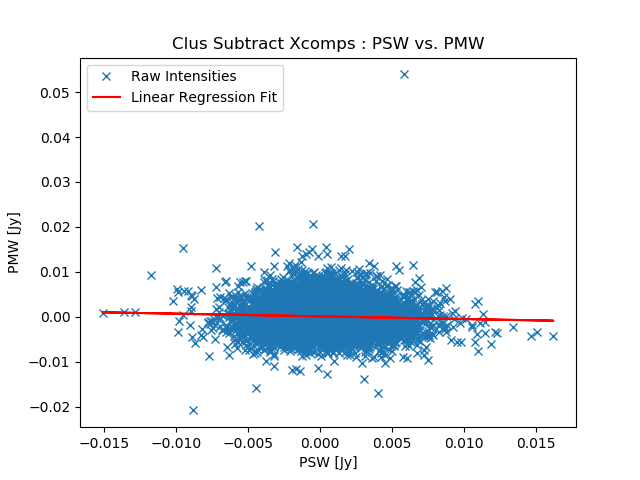 Clus Subtract Xcomps : PSW vs. PMW
Raw Intensities
Linear Regression Fit
0.05
0.04
0.03
0.02
0.01
0.00
−0.01
−0.02
PMW [Jy]
−0.015 −0.010 −0.005 0.000 0.005 0.010 0.015
PSW [Jy]